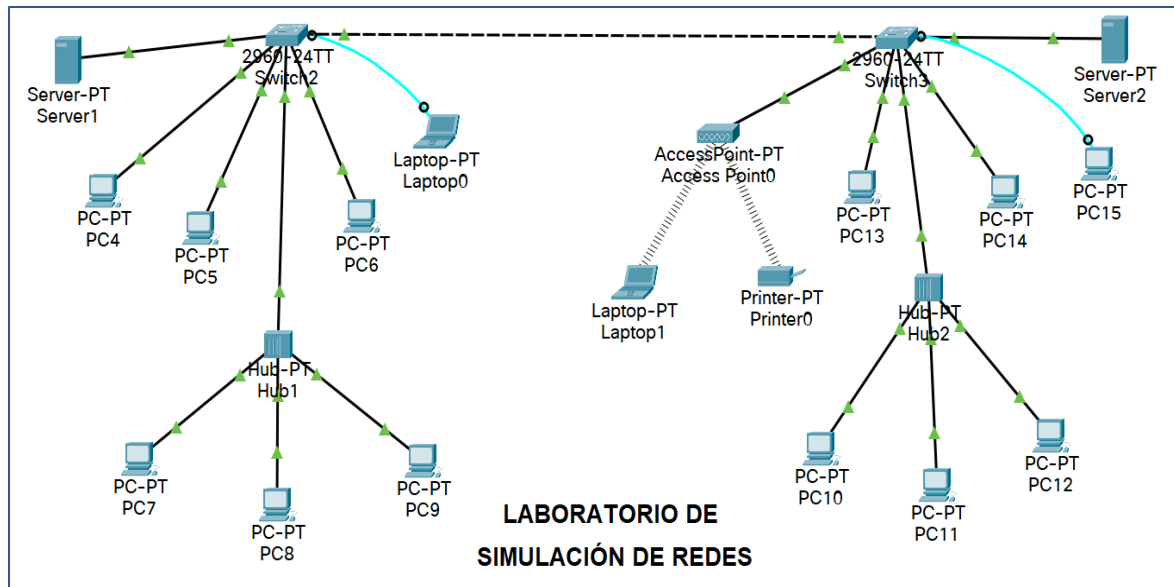 2960-24TT
Switch2
2960-24TT
Switch3
Server-PT
Server1
Server-PT
Server2
Laptop-PT
Laptop0
AccessPoint-PT
Access Point0
PC-PT
PC15
PC-PT
PC4
PC-PT
PC5
PC-PT
PC6
PC-PT
PC13
PC-PT
PC14
Laptop-PT
Laptop1
Printer-PT
Printer0
Hub-PT
Hub2
Hub-PT
Hub1
PC-PT
PC7
PC-PT
PC8
PC-PT
PC9
PC-PT
PC10
PC-PT
PC11
PC-PT
PC12
LABORATORIO DE
SIMULACIÓN DE REDES